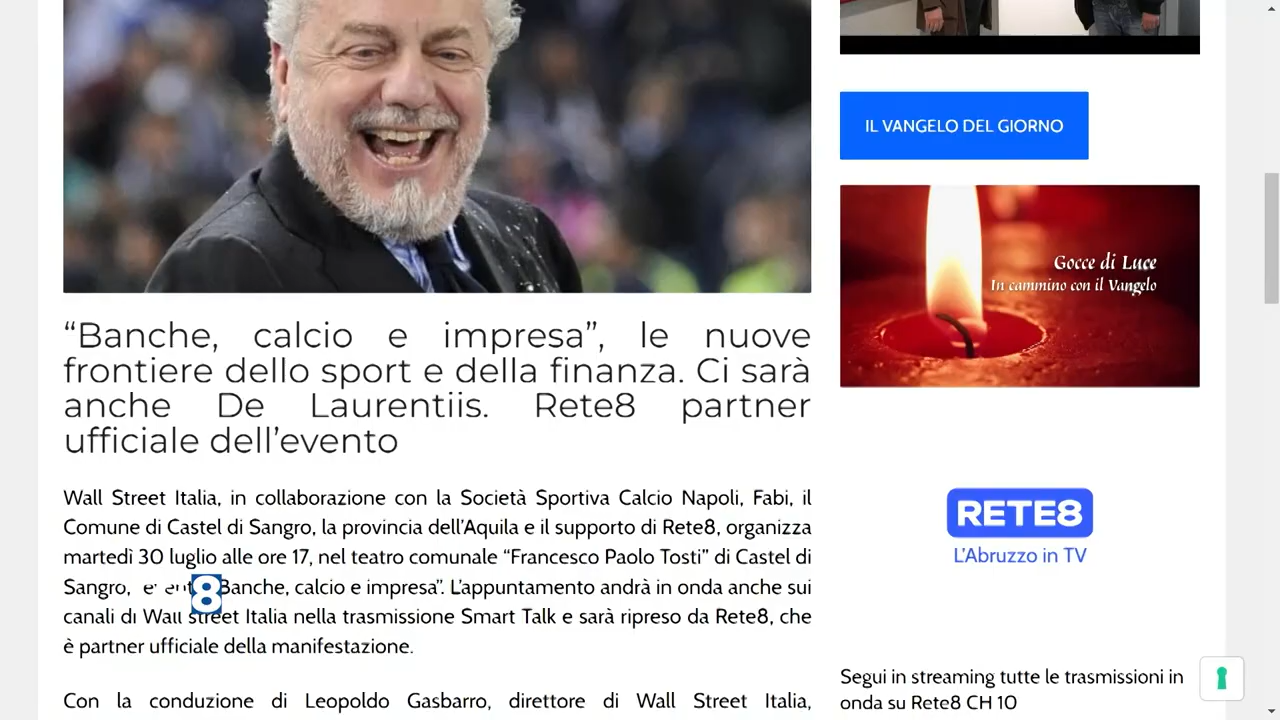 “Banche, calcio e impresa”, le nuove
frontiere dello sport e della finanza. Ci sarà
anche De Laurentiis. Rete8 partner
ufficiale dell’evento
Wall Street Italia, in collaborazione con la Società Sportiva Calcio Napoli, Fabi, il
Comune di Castel di Sangro, la provincia dell’Aquila e il supporto di Rete8, organizza
martedì 30 luglio alle ore 17, nel teatro comunale “Francesco Paolo Tosti” di Castel di
Sangro, 8 Banche, calcio e impresa”. L’appuntamento andrà in onda anche sui
canali di Wall Street Italia nella trasmissione Smart Talk e sarà ripreso da Rete8, che
è partner ufficiale della manifestazione.
Con la conduzione di Leopoldo Gasbarro, direttore di Wall Street Italia,
IL VANGELO DEL GIORNO
Gocce di Luce
In cammino con il Vangelo
RETE8
L’Abruzzo in TV
Segui in streaming tutte le trasmissioni in
onda su Rete8 CH 10